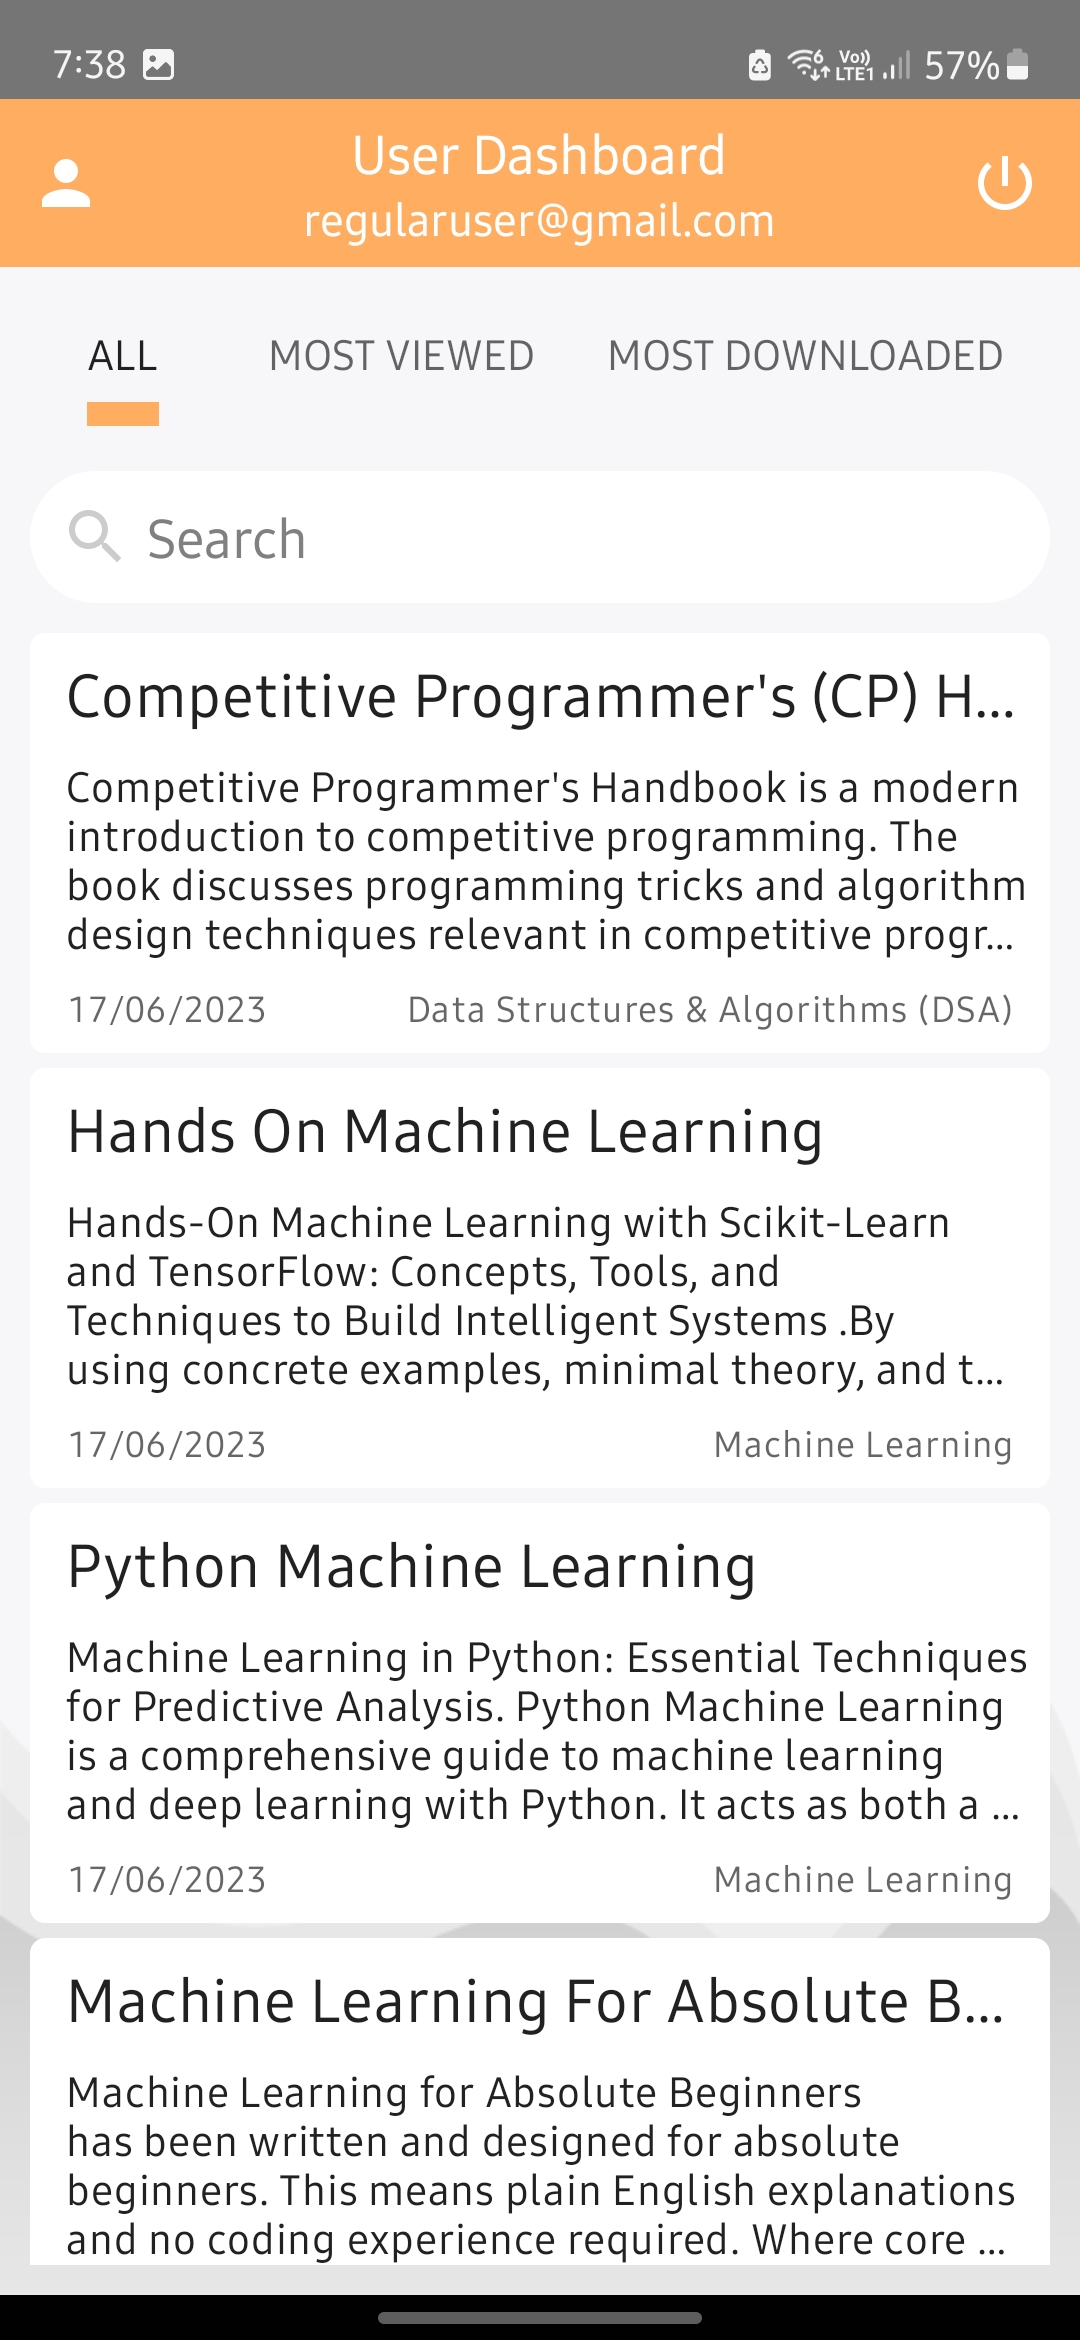 7:38
6 Vo)) LTE1 57%
User Dashboard
regularuser@gmail.com
ALL MOST VIEWED MOST DOWNLOADED
Search
Competitive Programmer's (CP) H...
Competitive Programmer's Handbook is a modern
introduction to competitive programming. The
book discusses programming tricks and algorithm
design techniques relevant in competitive progr...
17/06/2023 Data Structures & Algorithms (DSA)
Hands On Machine Learning
Hands-On Machine Learning with Scikit-Learn
and TensorFlow: Concepts, Tools, and
Techniques to Build Intelligent Systems .By
using concrete examples, minimal theory, and t...
17/06/2023 Machine Learning
Python Machine Learning
Machine Learning in Python: Essential Techniques
for Predictive Analysis. Python Machine Learning
is a comprehensive guide to machine learning
and deep learning with Python. It acts as both a ...
17/06/2023 Machine Learning
Machine Learning For Absolute B...
Machine Learning for Absolute Beginners
has been written and designed for absolute
beginners. This means plain English explanations
and no coding experience required. Where core ...